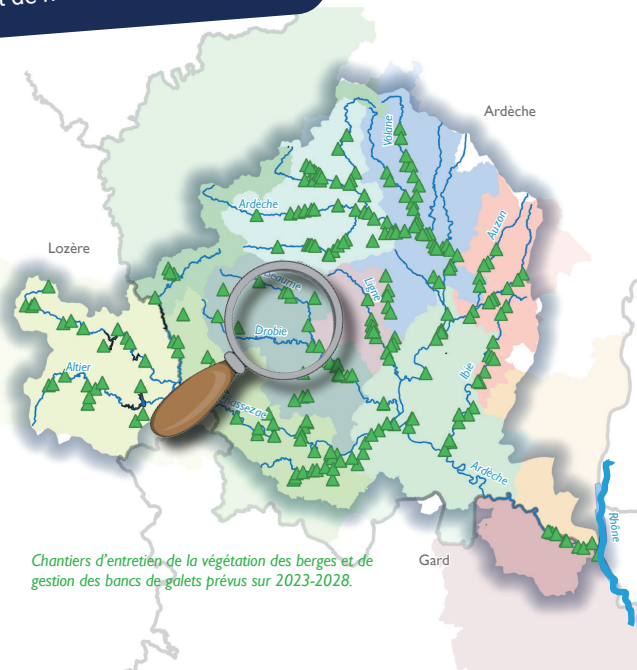 Ardèche
Volane
Ardèche
Auzon
Lozère
Beaume
Ligne
Drobie
Altier
Ibie
Chassezac
Ardèche
Rhône
Chantiers d'entretien de la végétation des berges et de
gestion des bancs de galets prévus sur 2023-2028.
Gard